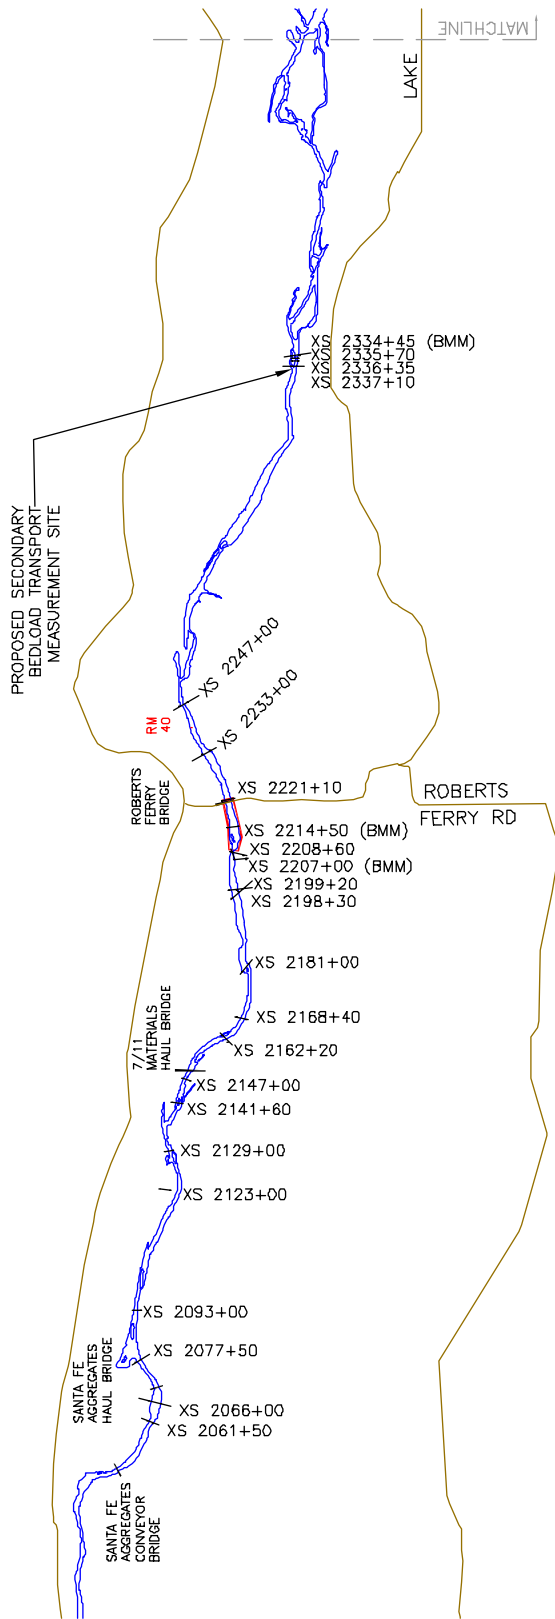 MATCHLINE
LAKE
XS 2334+45 (BMM)
XS 2335+70
XS 2336+35
XS 2337+10
PROPOSED SECONDARY
BEDLOAD TRANSPORT
MEASUREMENT SITE
XS 2247+00
RM
40
XS 2233+00
ROBERTS
FERRY
BRIDGE
XS 2221+10
ROBERTS
FERRY RD
XS 2214+50 (BMM)
XS 2208+60
XS 2207+00 (BMM)
XS 2199+20
XS 2198+30
XS 2181+00
XS 2168+40
7/11
MATERIALS
HAUL BRIDGE
XS 2162+20
XS 2147+00
XS 2141+60
XS 2129+00
XS 2123+00
XS 2093+00
XS 2077+50
SANTA FE
AGGREGATES
HAUL BRIDGE
XS 2066+00
XS 2061+50
SANTA FE
AGGREGATES
CONVEYOR
BRIDGE